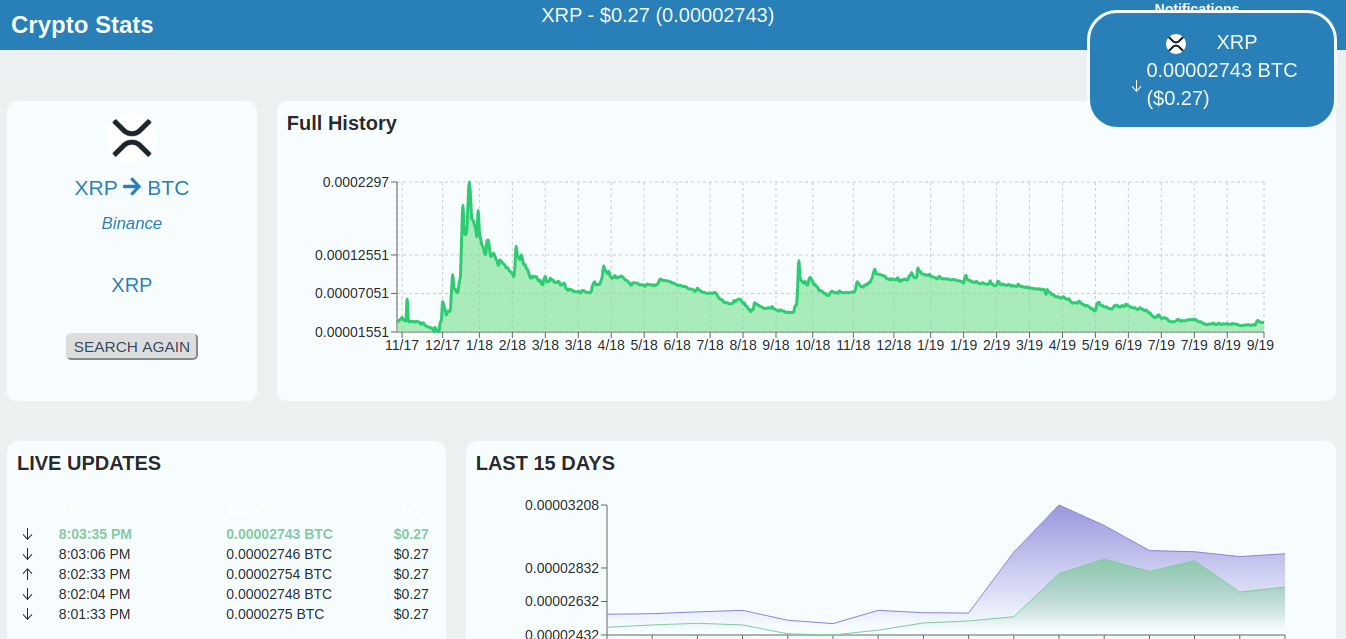 Crypto Stats
XRP - $0.27 (0.00002743)
Notifications
XRP
0.00002743 BTC
($0.27)
XRP → BTC
Binance
XRP
SEARCH AGAIN
Full History
0.0002297
0.00012551
0.00007051
0.00001551
11/17 12/17 1/18 2/18 3/18 3/18 4/18 5/18 6/18 7/18 8/18 9/18 10/18 11/18 12/18 1/19 1/19 2/19 3/19 4/19 5/19 6/19 7/19 7/19 8/19 9/19
LIVE UPDATES
TIME PRICE USD
↓ 8:03:35 PM 0.00002743 BTC $0.27
↓ 8:03:06 PM 0.00002746 BTC $0.27
↑ 8:02:33 PM 0.00002754 BTC $0.27
↓ 8:02:04 PM 0.00002748 BTC $0.27
↓ 8:01:33 PM 0.0000275 BTC $0.27
LAST 15 DAYS
0.00003208
0.00002832
0.00002632
0.00002432